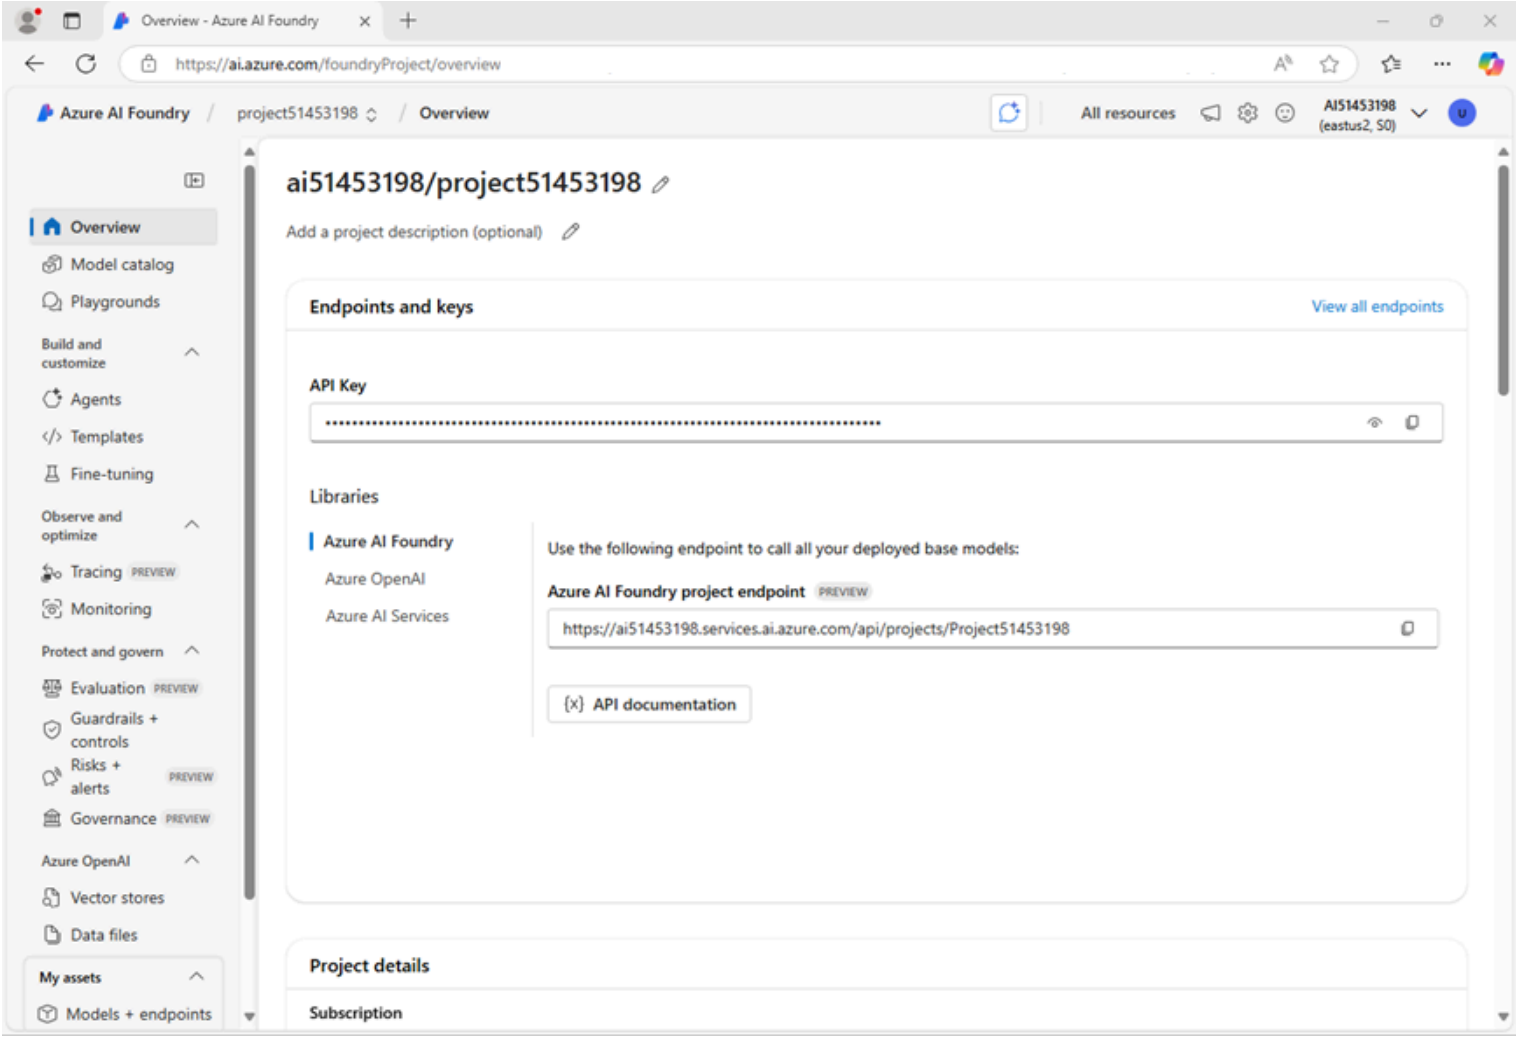 Overview - Azure AI Foundry
https://ai.azure.com/foundryProject/overview
Azure AI Foundry / project51453198 / Overview
All resources
AI51453198
(eastus2, S0)
U
Overview
Model catalog
Playgrounds
Build and
customize
Agents
Templates
Fine-tuning
Observe and
optimize
Tracing PREVIEW
Monitoring
Protect and govern
Evaluation PREVIEW
Guardrails +
controls
Risks +
alerts PREVIEW
Governance PREVIEW
Azure OpenAI
Vector stores
Data files
My assets
Models + endpoints
ai51453198/project51453198
Add a project description (optional)
Endpoints and keys
View all endpoints
API Key
Libraries
Azure AI Foundry
Azure OpenAI
Azure AI Services
Use the following endpoint to call all your deployed base models:
Azure AI Foundry project endpoint PREVIEW
https://ai51453198.services.ai.azure.com/api/projects/Project51453198
{x} API documentation
Project details
Subscription